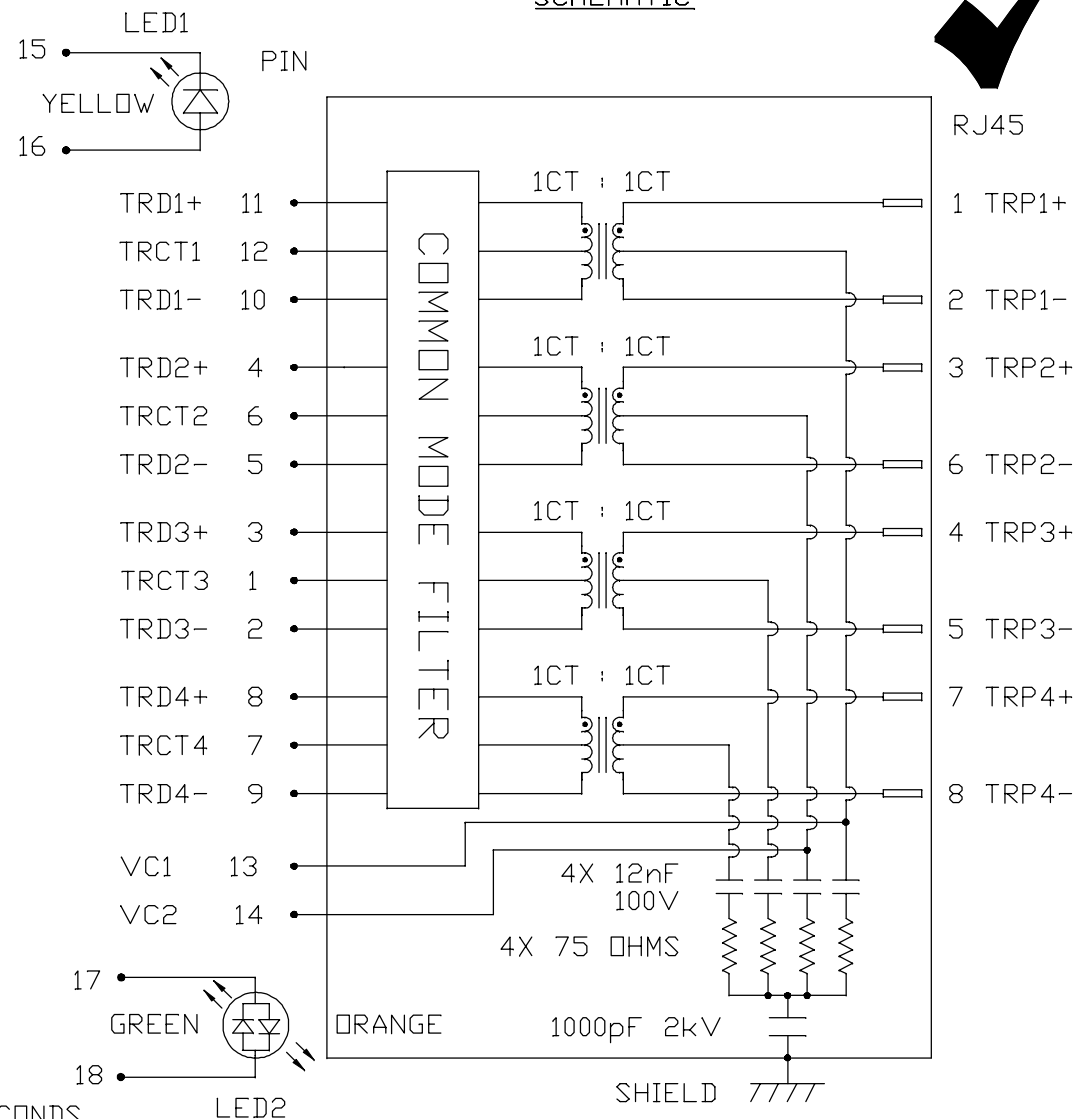 SCHEMATIC
LED1
15
PIN
YELLOW
16
RJ45
1CT : 1CT
TRD1+ 11
1 TRP1+
TRCT1 12
TRD1- 10
2 TRP1-
1CT : 1CT
TRD2+ 4
3 TRP2+
TRCT2 6
TRD2- 5
6 TRP2-
1CT : 1CT
TRD3+ 3
4 TRP3+
TRCT3 1
TRD3- 2
5 TRP3-
1CT : 1CT
TRD4+ 8
7 TRP4+
TRCT4 7
TRD4- 9
8 TRP4-
COMMON MODE FILTER
VC1 13
4X 12nF
100V
VC2 14
4X 75 OHMS
17
GREEN
ORANGE
1000pF 2kV
18
SHIELD
LED2